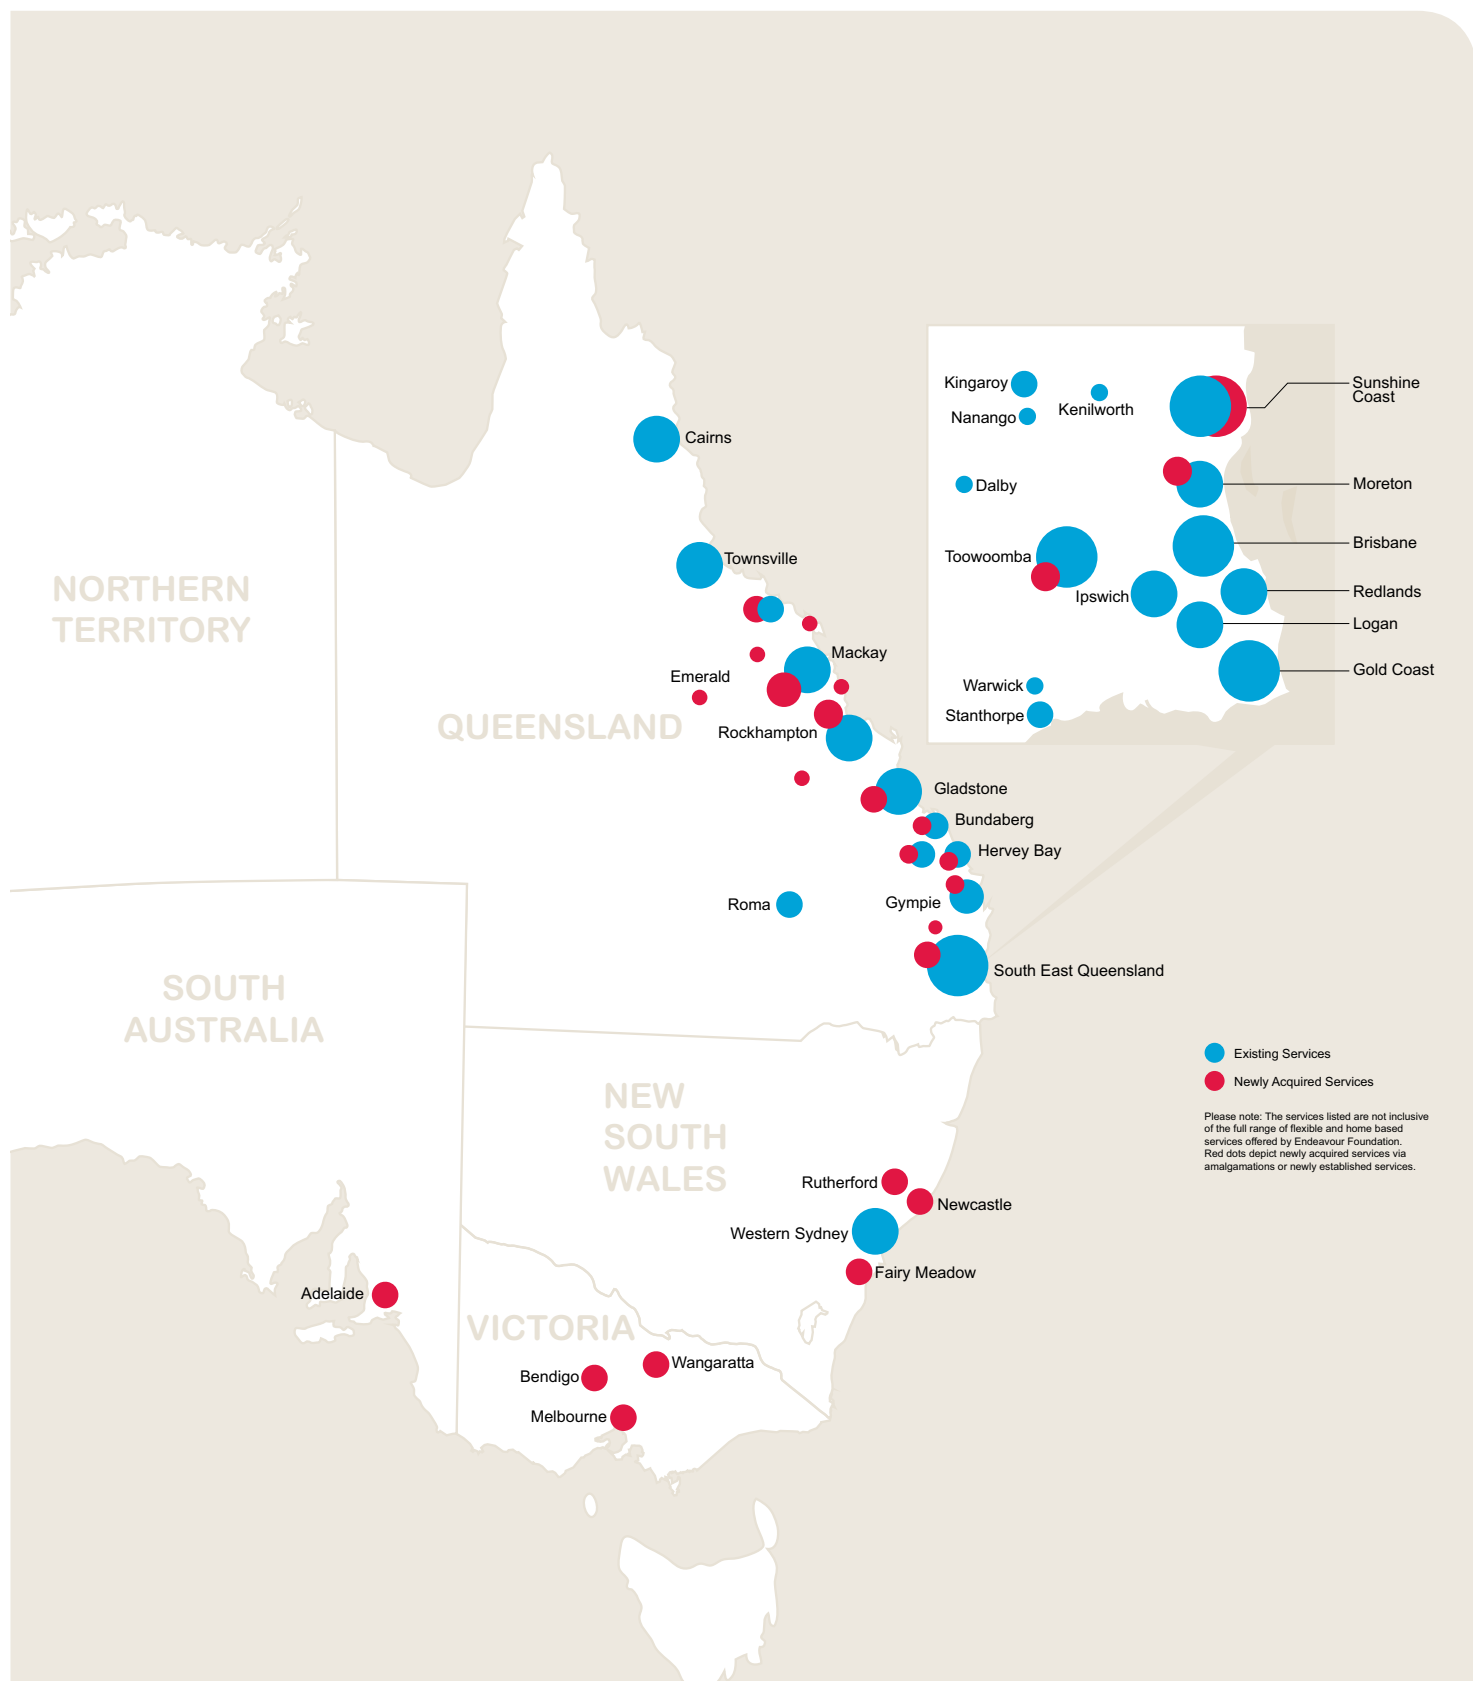 Kingaroy
Kenilworth
Nanango
Sunshine
Coast
Cairns
Dalby
Moreton
Brisbane
Toowoomba
Townsville
Ipswich
Redlands
Logan
Gold Coast
Warwick
Stanthorpe
NORTHERN
TERRITORY
Mackay
Emerald
QUEENSLAND
Rockhampton
Gladstone
Bundaberg
Hervey Bay
Roma
Gympie
South East Queensland
SOUTH
AUSTRALIA
Existing Services
Newly Acquired Services
Please note: The services listed are not inclusive
of the full range of flexible and home based
services offered by Endeavour Foundation.
Red dots depict newly acquired services via
amalgamations or newly established services.
NEW
SOUTH
WALES
Rutherford
Newcastle
Western Sydney
Fairy Meadow
Adelaide
VICTORIA
Wangaratta
Bendigo
Melbourne